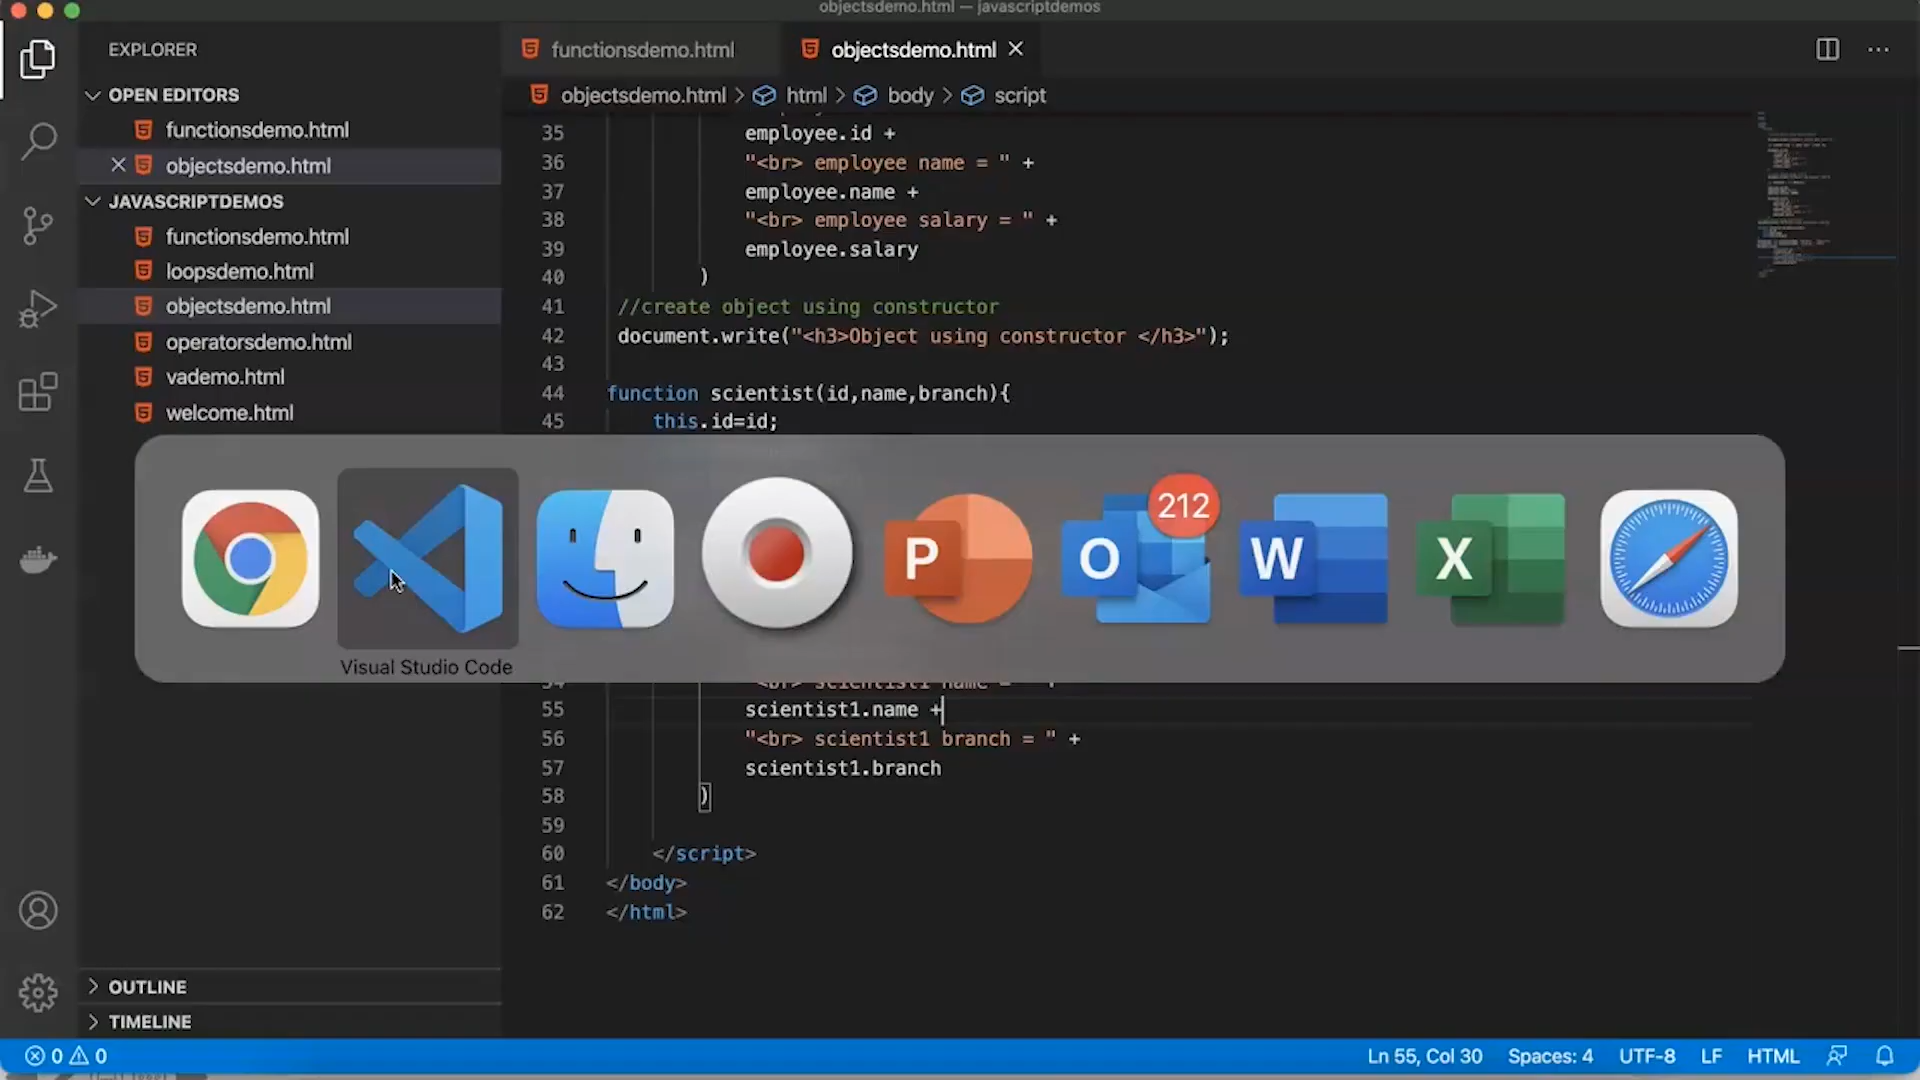 objectsdemo.html — javascriptdemos
EXPLORER
functionsdemo.html
objectsdemo.html
OPEN EDITORS
functionsdemo.html
objectsdemo.html
JAVASCRIPTDEMOS
functionsdemo.html
loopsdemo.html
objectsdemo.html
operatorsdemo.html
vademo.html
welcome.html
OUTLINE
TIMELINE
objectsdemo.html > html > body > script
35 employee.id +
36 "<br> employee name = " +
37 employee.name +
38 "<br> employee salary = " +
39 employee.salary
40 )
41 //create object using constructor
42 document.write("<h3>Object using constructor </h3>");
43
44 function scientist(id,name,branch){
45 this.id=id;
P
O
212
W
X
Visual Studio Code
54 "<br> scientist1 name = " +
55 scientist1.name +
56 "<br> scientist1 branch = " +
57 scientist1.branch
58 )
59
60 </script>
61 </body>
62 </html>
0 0
Ln 55, Col 30
Spaces: 4
UTF-8
LF
HTML